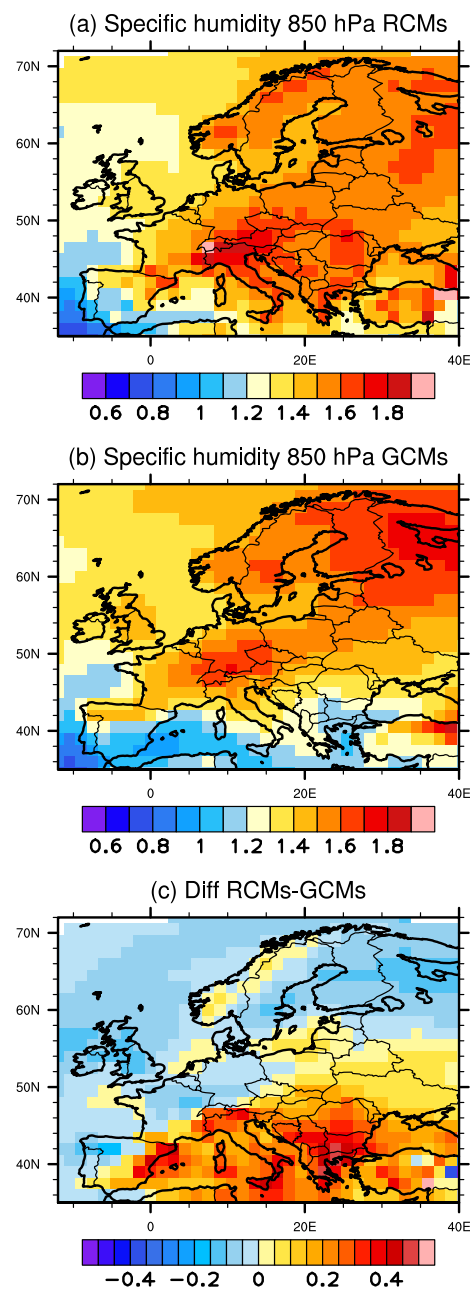 (a) Specific humidity 850 hPa RCMs
70N
60N
50N
40N
0 20E 40E
0.6 0.8 1 1.2 1.4 1.6 1.8
(b) Specific humidity 850 hPa GCMs
70N
60N
50N
40N
0 20E 40E
0.6 0.8 1 1.2 1.4 1.6 1.8
(c) Diff RCMs-GCMs
70N
60N
50N
40N
0 20E 40E
−0.4 −0.2 0 0.2 0.4